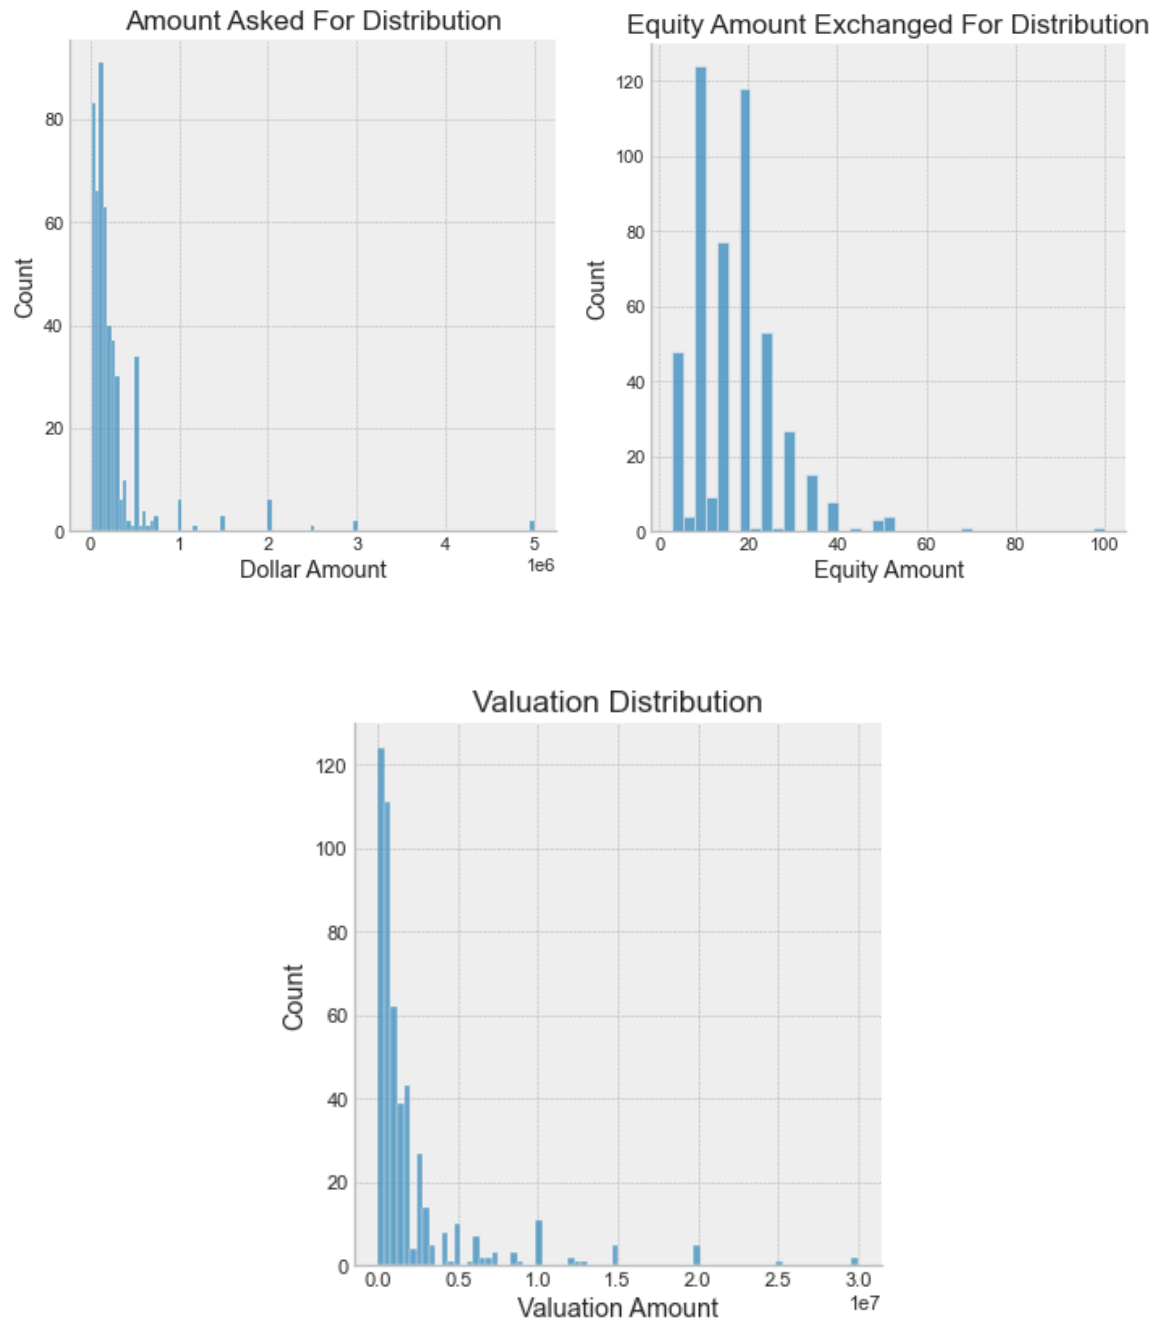 Amount Asked For Distribution
Count
80
60
40
20
0
0 1 2 3 4 5
1e6
Dollar Amount
Equity Amount Exchanged For Distribution
Count
120
100
80
60
40
20
0
0 20 40 60 80 100
Equity Amount
Valuation Distribution
Count
120
100
80
60
40
20
0
0.0 0.5 1.0 1.5 2.0 2.5 3.0
1e7
Valuation Amount